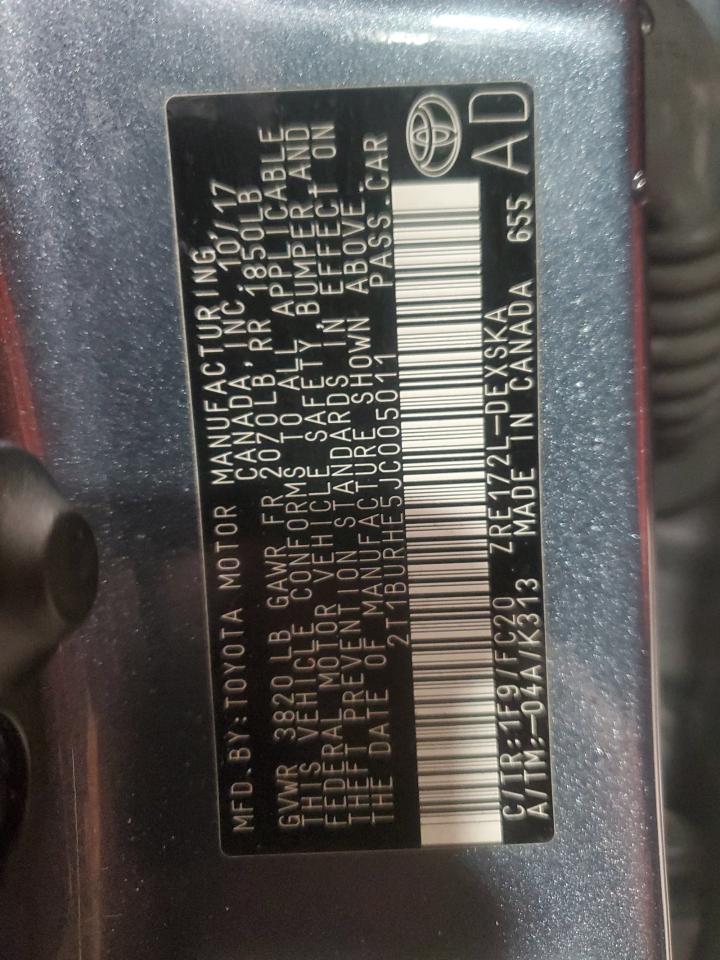 MFD. BY: TOYOTA MOTOR MANUFACTURING,
CANADA, INC. 10/17
GVWR 3820LB GAWR FR 2070LB, RR 1850LB
THIS VEHICLE CONFORMS TO ALL APPLICABLE
FEDERAL MOTOR VEHICLE SAFETY, BUMPER AND
THEFT PREVENTION STANDARDS IN EFFECT ON
THE DATE OF MANUFACTURE SHOWN ABOVE.
2T1BURHE5JC005011 PASS.CAR
C/TR:1F9/FC20 ZRE172L-DEXSKA 655
A/TM:-04A/K313 MADE IN CANADA
AD